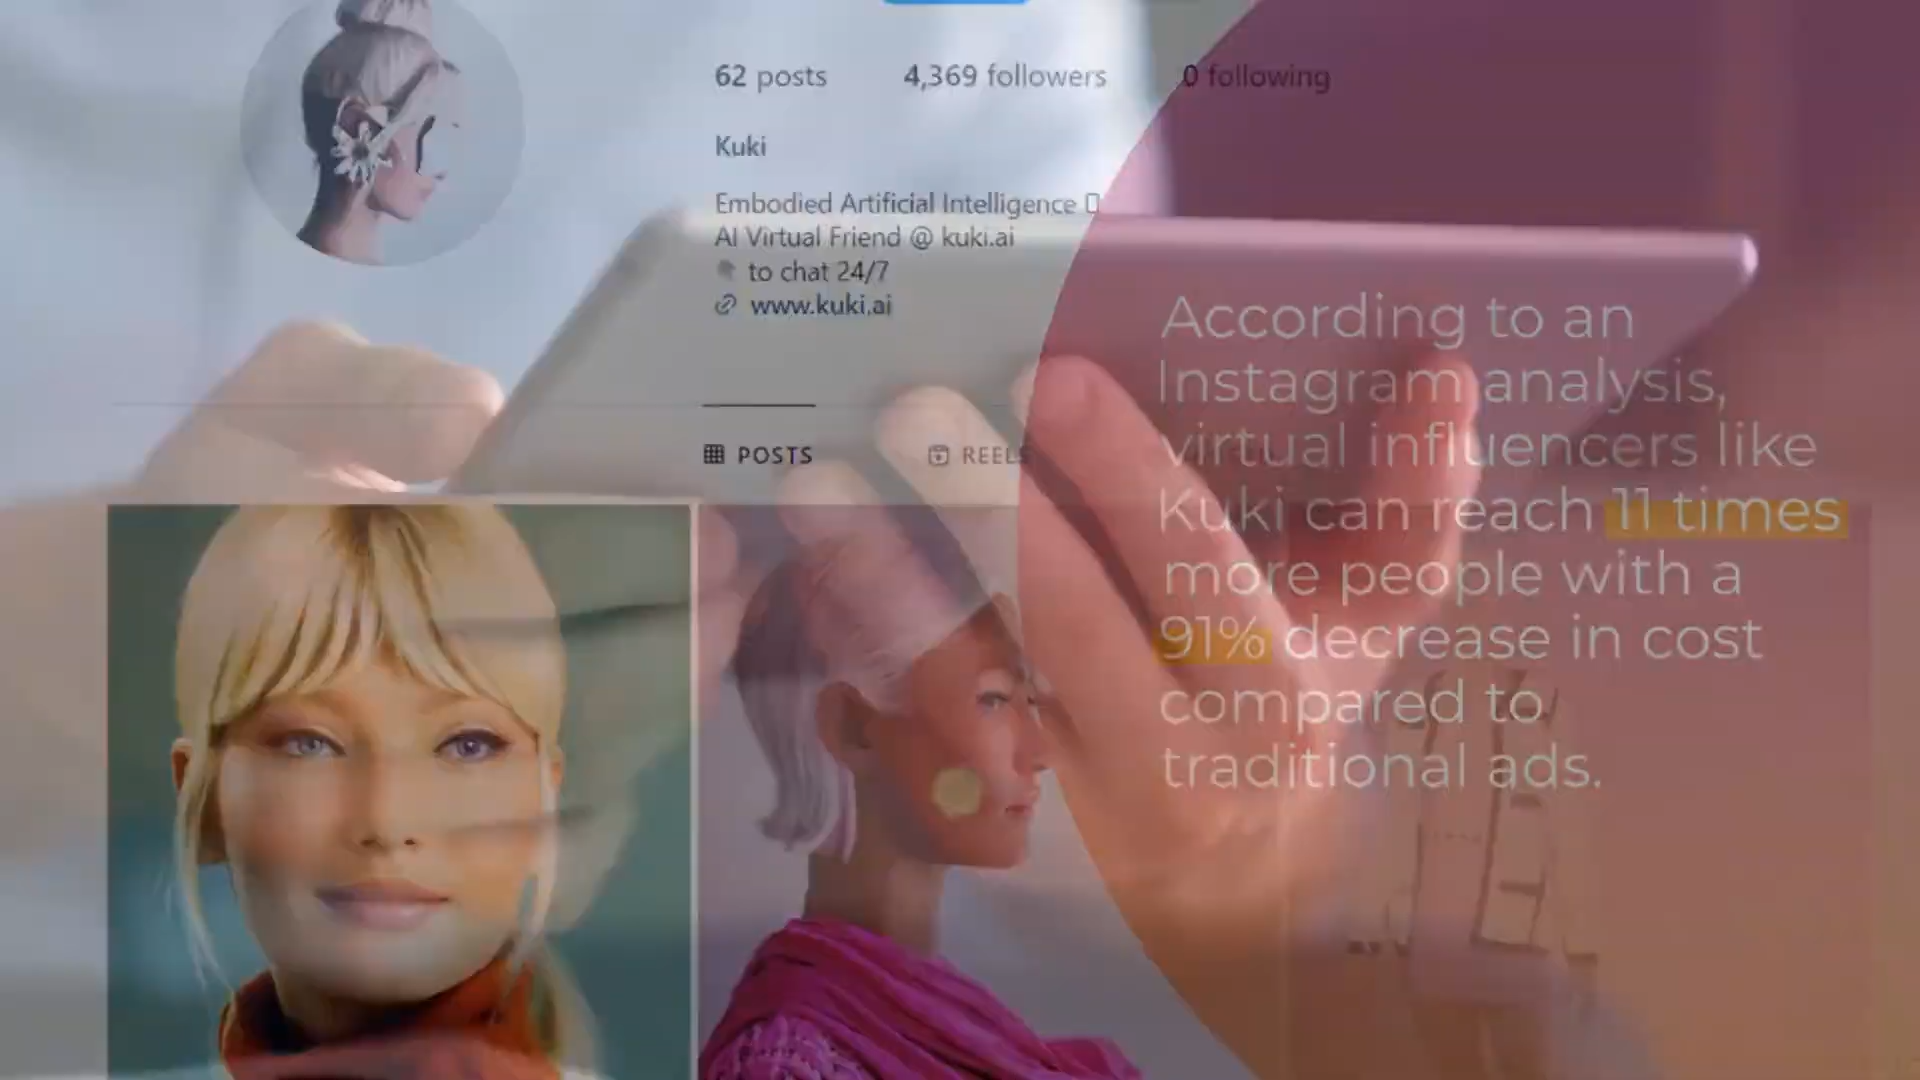 62 posts 4,369 followers 0 following
Kuki
Embodied Artificial Intelligence
AI Virtual Friend @ kuki.ai
to chat 24/7
www.kuki.ai
POSTS REELS
According to an
Instagram analysis,
virtual influencers like
Kuki can reach 11 times
more people with a
91% decrease in cost
compared to
traditional ads.